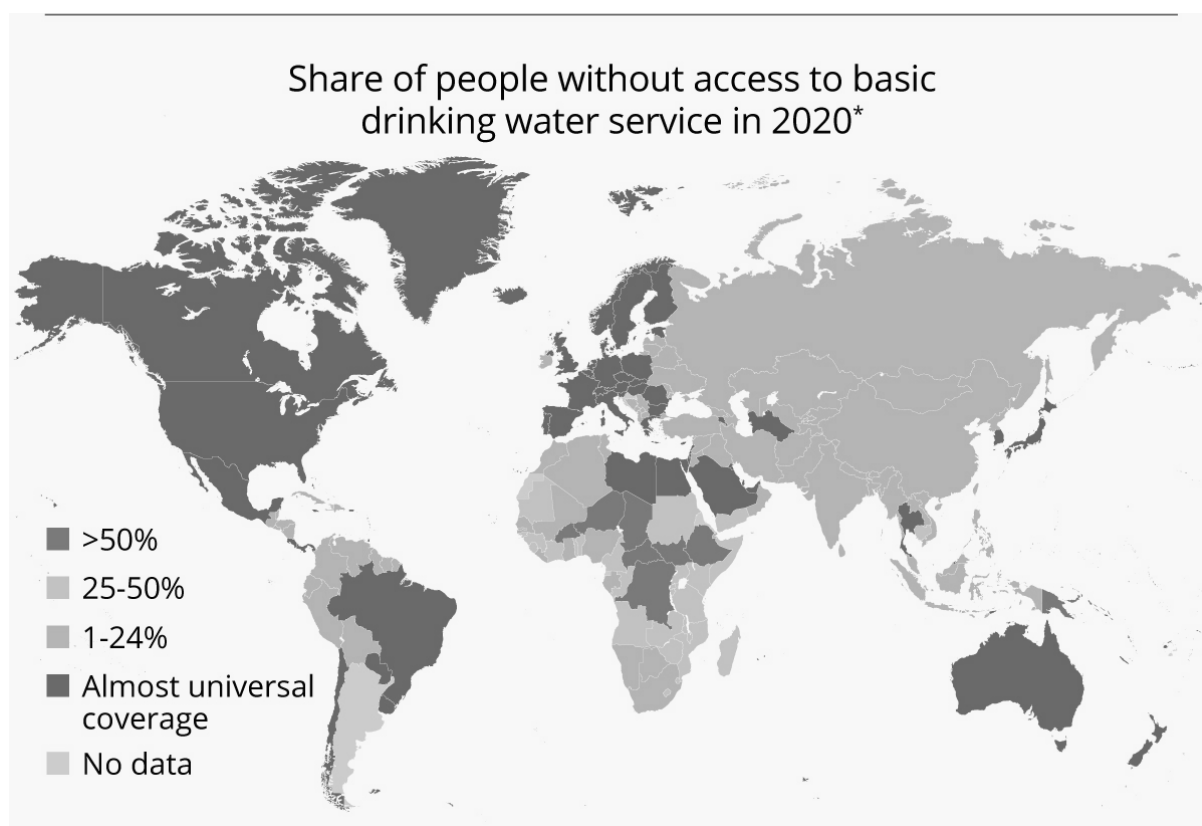 Share of people without access to basic
drinking water service in 2020*
>50%
25-50%
1-24%
Almost universal
coverage
No data